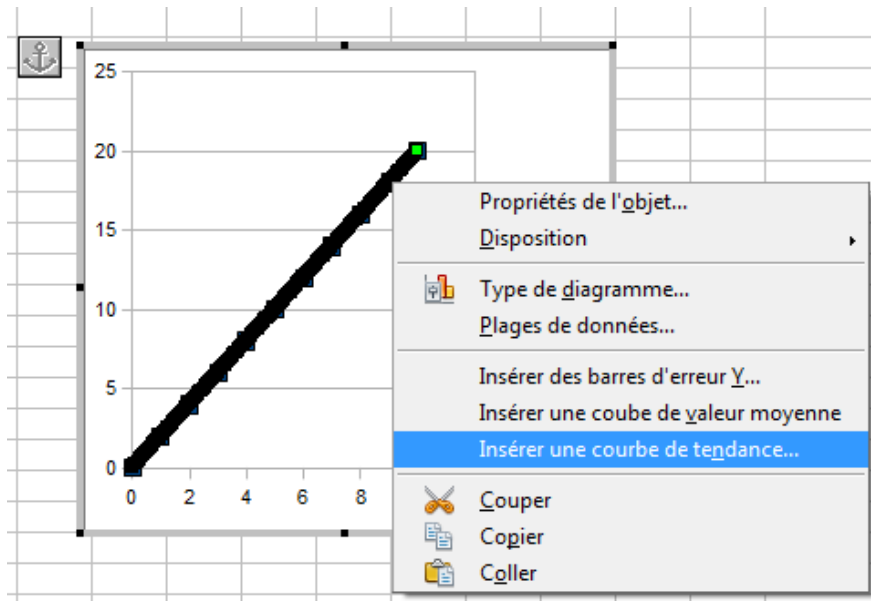 25
20
15
10
5
0
0 2 4 6 8
Propriétés de l'objet...
Disposition
Type de diagramme...
Plages de données...
Insérer des barres d'erreur Y...
Insérer une coube de valeur moyenne
Insérer une courbe de tendance...
Couper
Copier
Coller